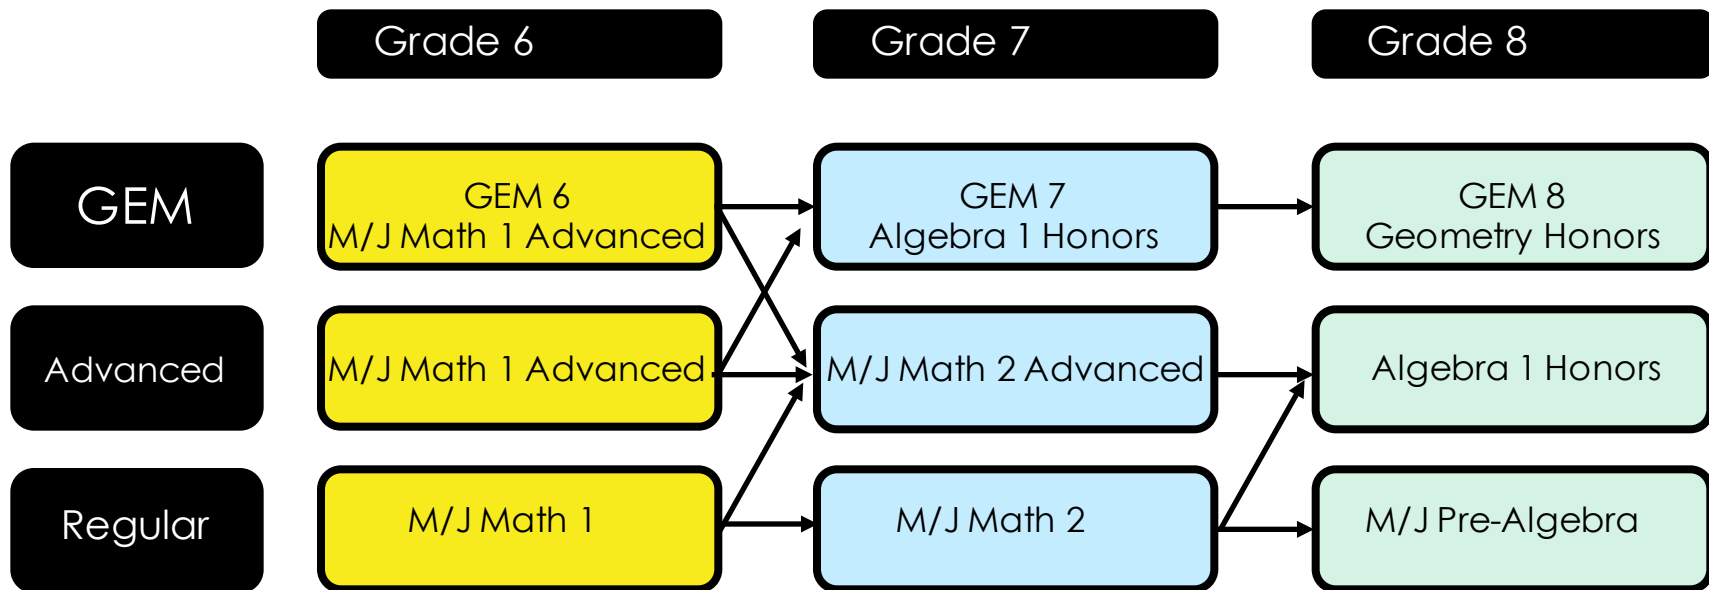 Grade 6
Grade 7
Grade 8
GEM
GEM 6
M/J Math 1 Advanced
GEM 7
Algebra 1 Honors
GEM 8
Geometry Honors
Advanced
M/J Math 1 Advanced
M/J Math 2 Advanced
Algebra 1 Honors
Regular
M/J Math 1
M/J Math 2
M/J Pre-Algebra